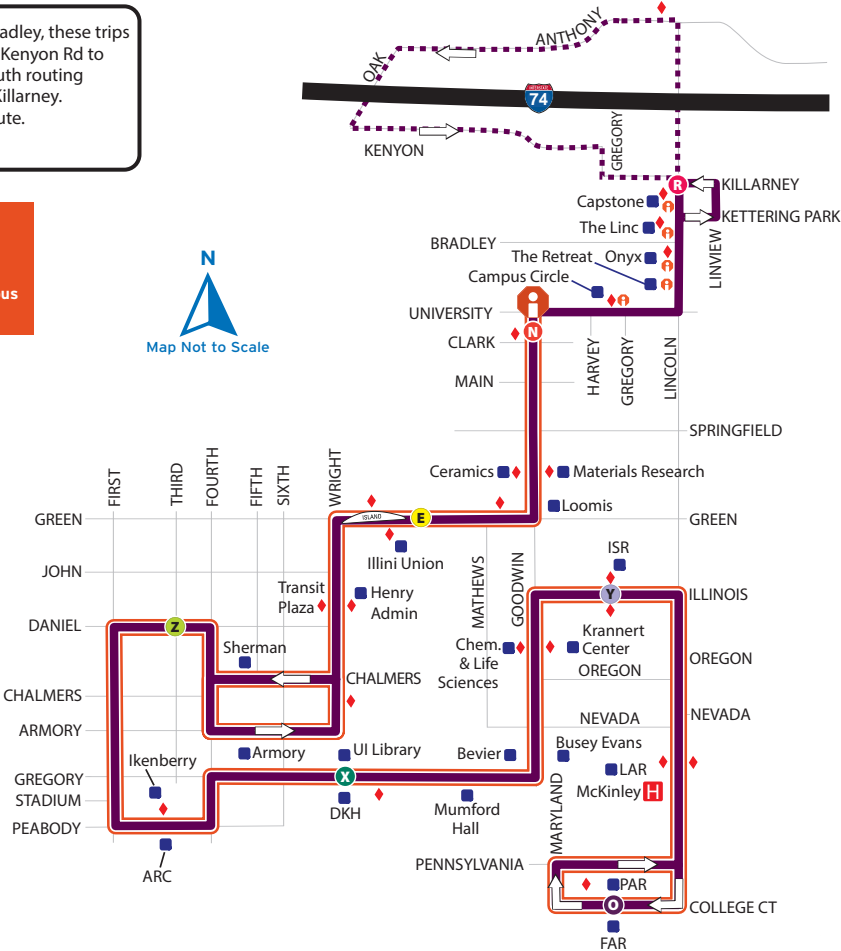 adley, these trips
Kenyon Rd to
uth routing
Killarney.
ute.
us
N
Map Not to Scale
ANTHONY
OAK
74
KENYON
GREGORY
R
KILLARNEY
Capstone
KETTERING PARK
The Linc
LINVIEW
BRADLEY
The Retreat
Onyx
Campus Circle
UNIVERSITY
N
CLARK
HARVEY
GREGORY
LINCOLN
MAIN
SPRINGFIELD
Ceramics
Materials Research
Loomis
FIRST
THIRD
FOURTH
FIFTH
SIXTH
WRIGHT
GREEN
ISLAND
E
GREEN
Illini Union
MATHEWS
GOODWIN
ISR
JOHN
Transit
Plaza
Henry
Admin
Y
ILLINOIS
DANIEL
Z
Sherman
Chem.
& Life
Sciences
Krannert
Center
OREGON
OREGON
CHALMERS
CHALMERS
NEVADA
NEVADA
ARMORY
Armory
UI Library
Bevier
Busey Evans
Ikenberry
LAR
GREGORY
X
McKinley
H
STADIUM
DKH
Mumford
Hall
MARYLAND
PEABODY
ARC
PENNSYLVANIA
PAR
O
COLLEGE CT
FAR